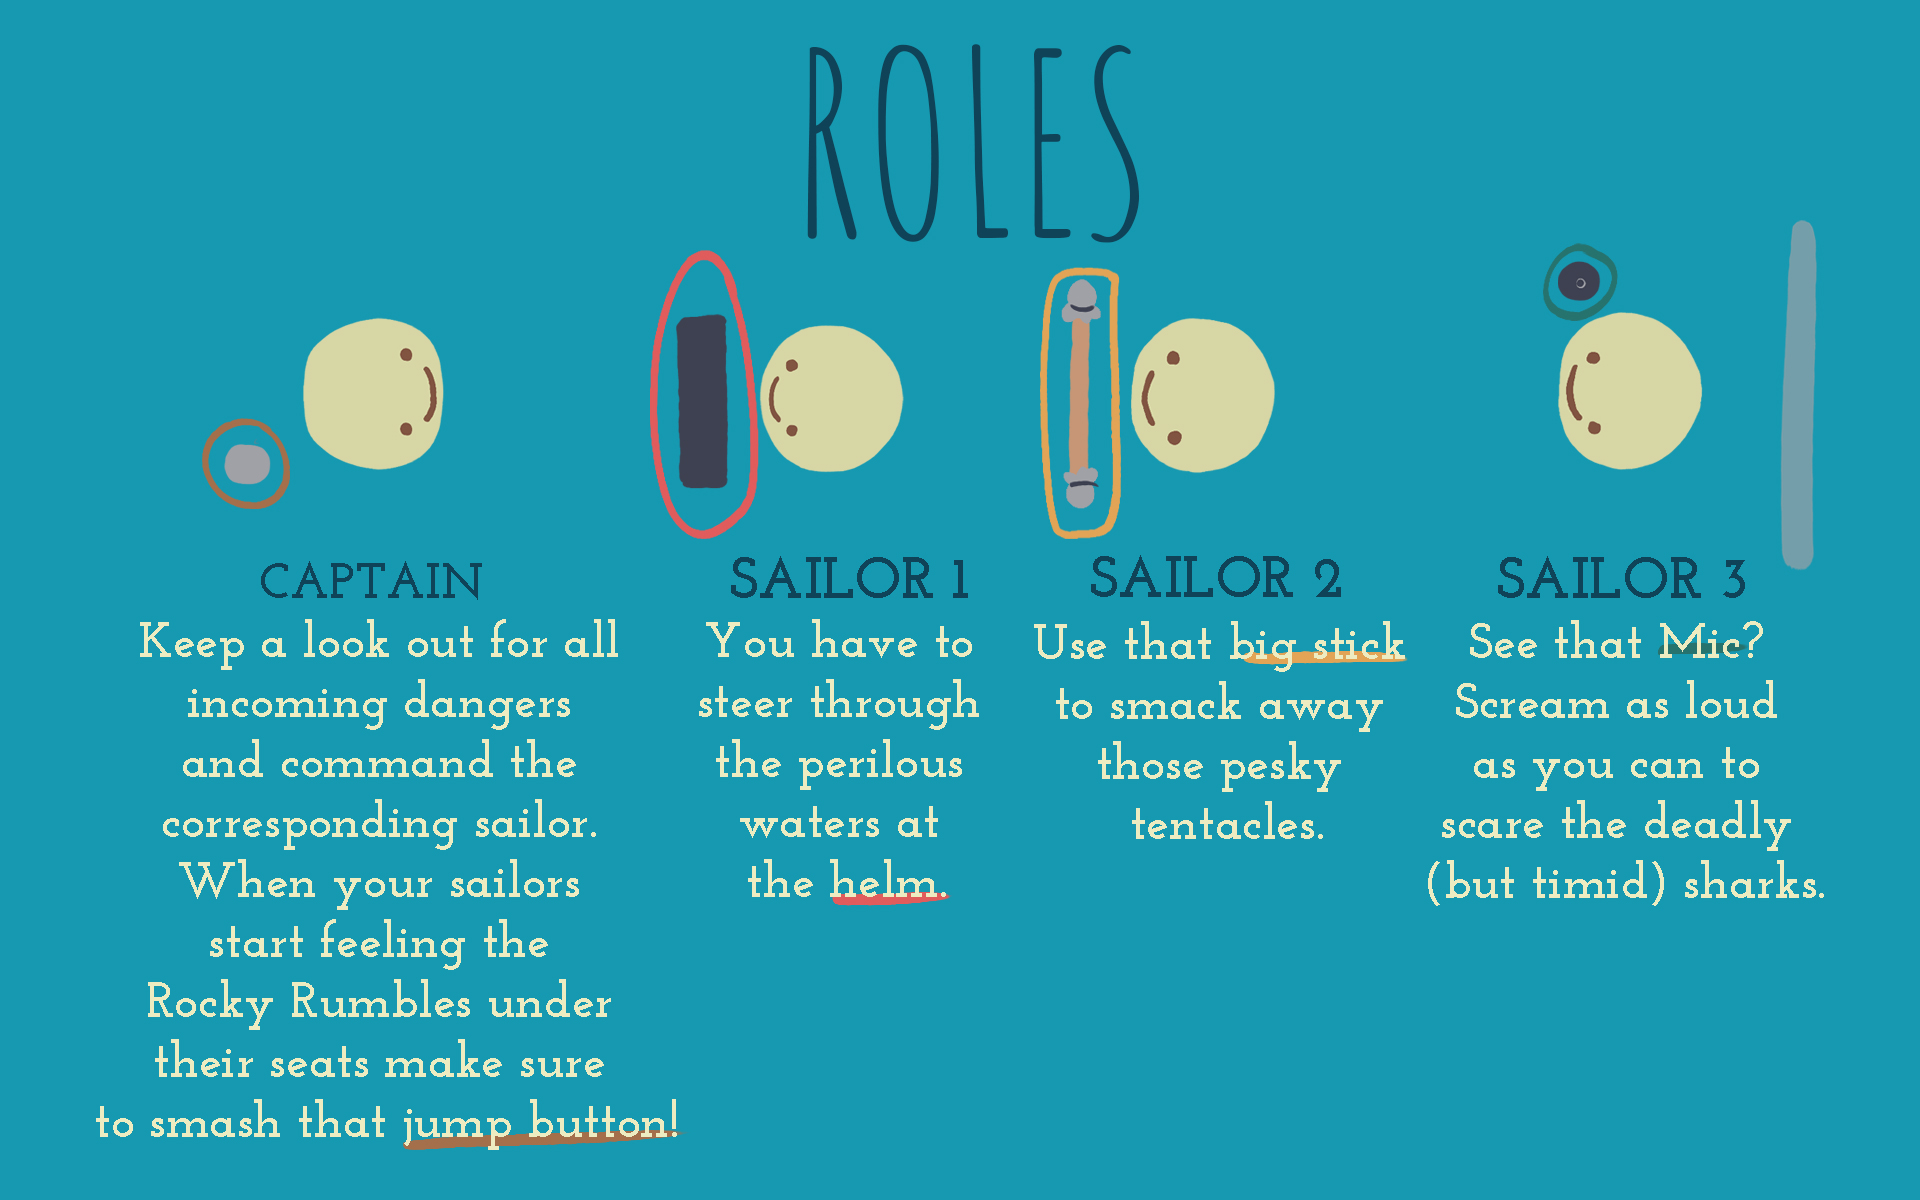 ROLES
CAPTAIN
Keep a look out for all
incoming dangers
and command the
corresponding sailor.
When your sailors
start feeling the
Rocky Rumbles under
their seats make sure
to smash that jump button!
SAILOR 1
You have to
steer through
the perilous
waters at
the helm.
SAILOR 2
Use that big stick
to smack away
those pesky
tentacles.
SAILOR 3
See that Mic?
Scream as loud
as you can to
scare the deadly
(but timid) sharks.